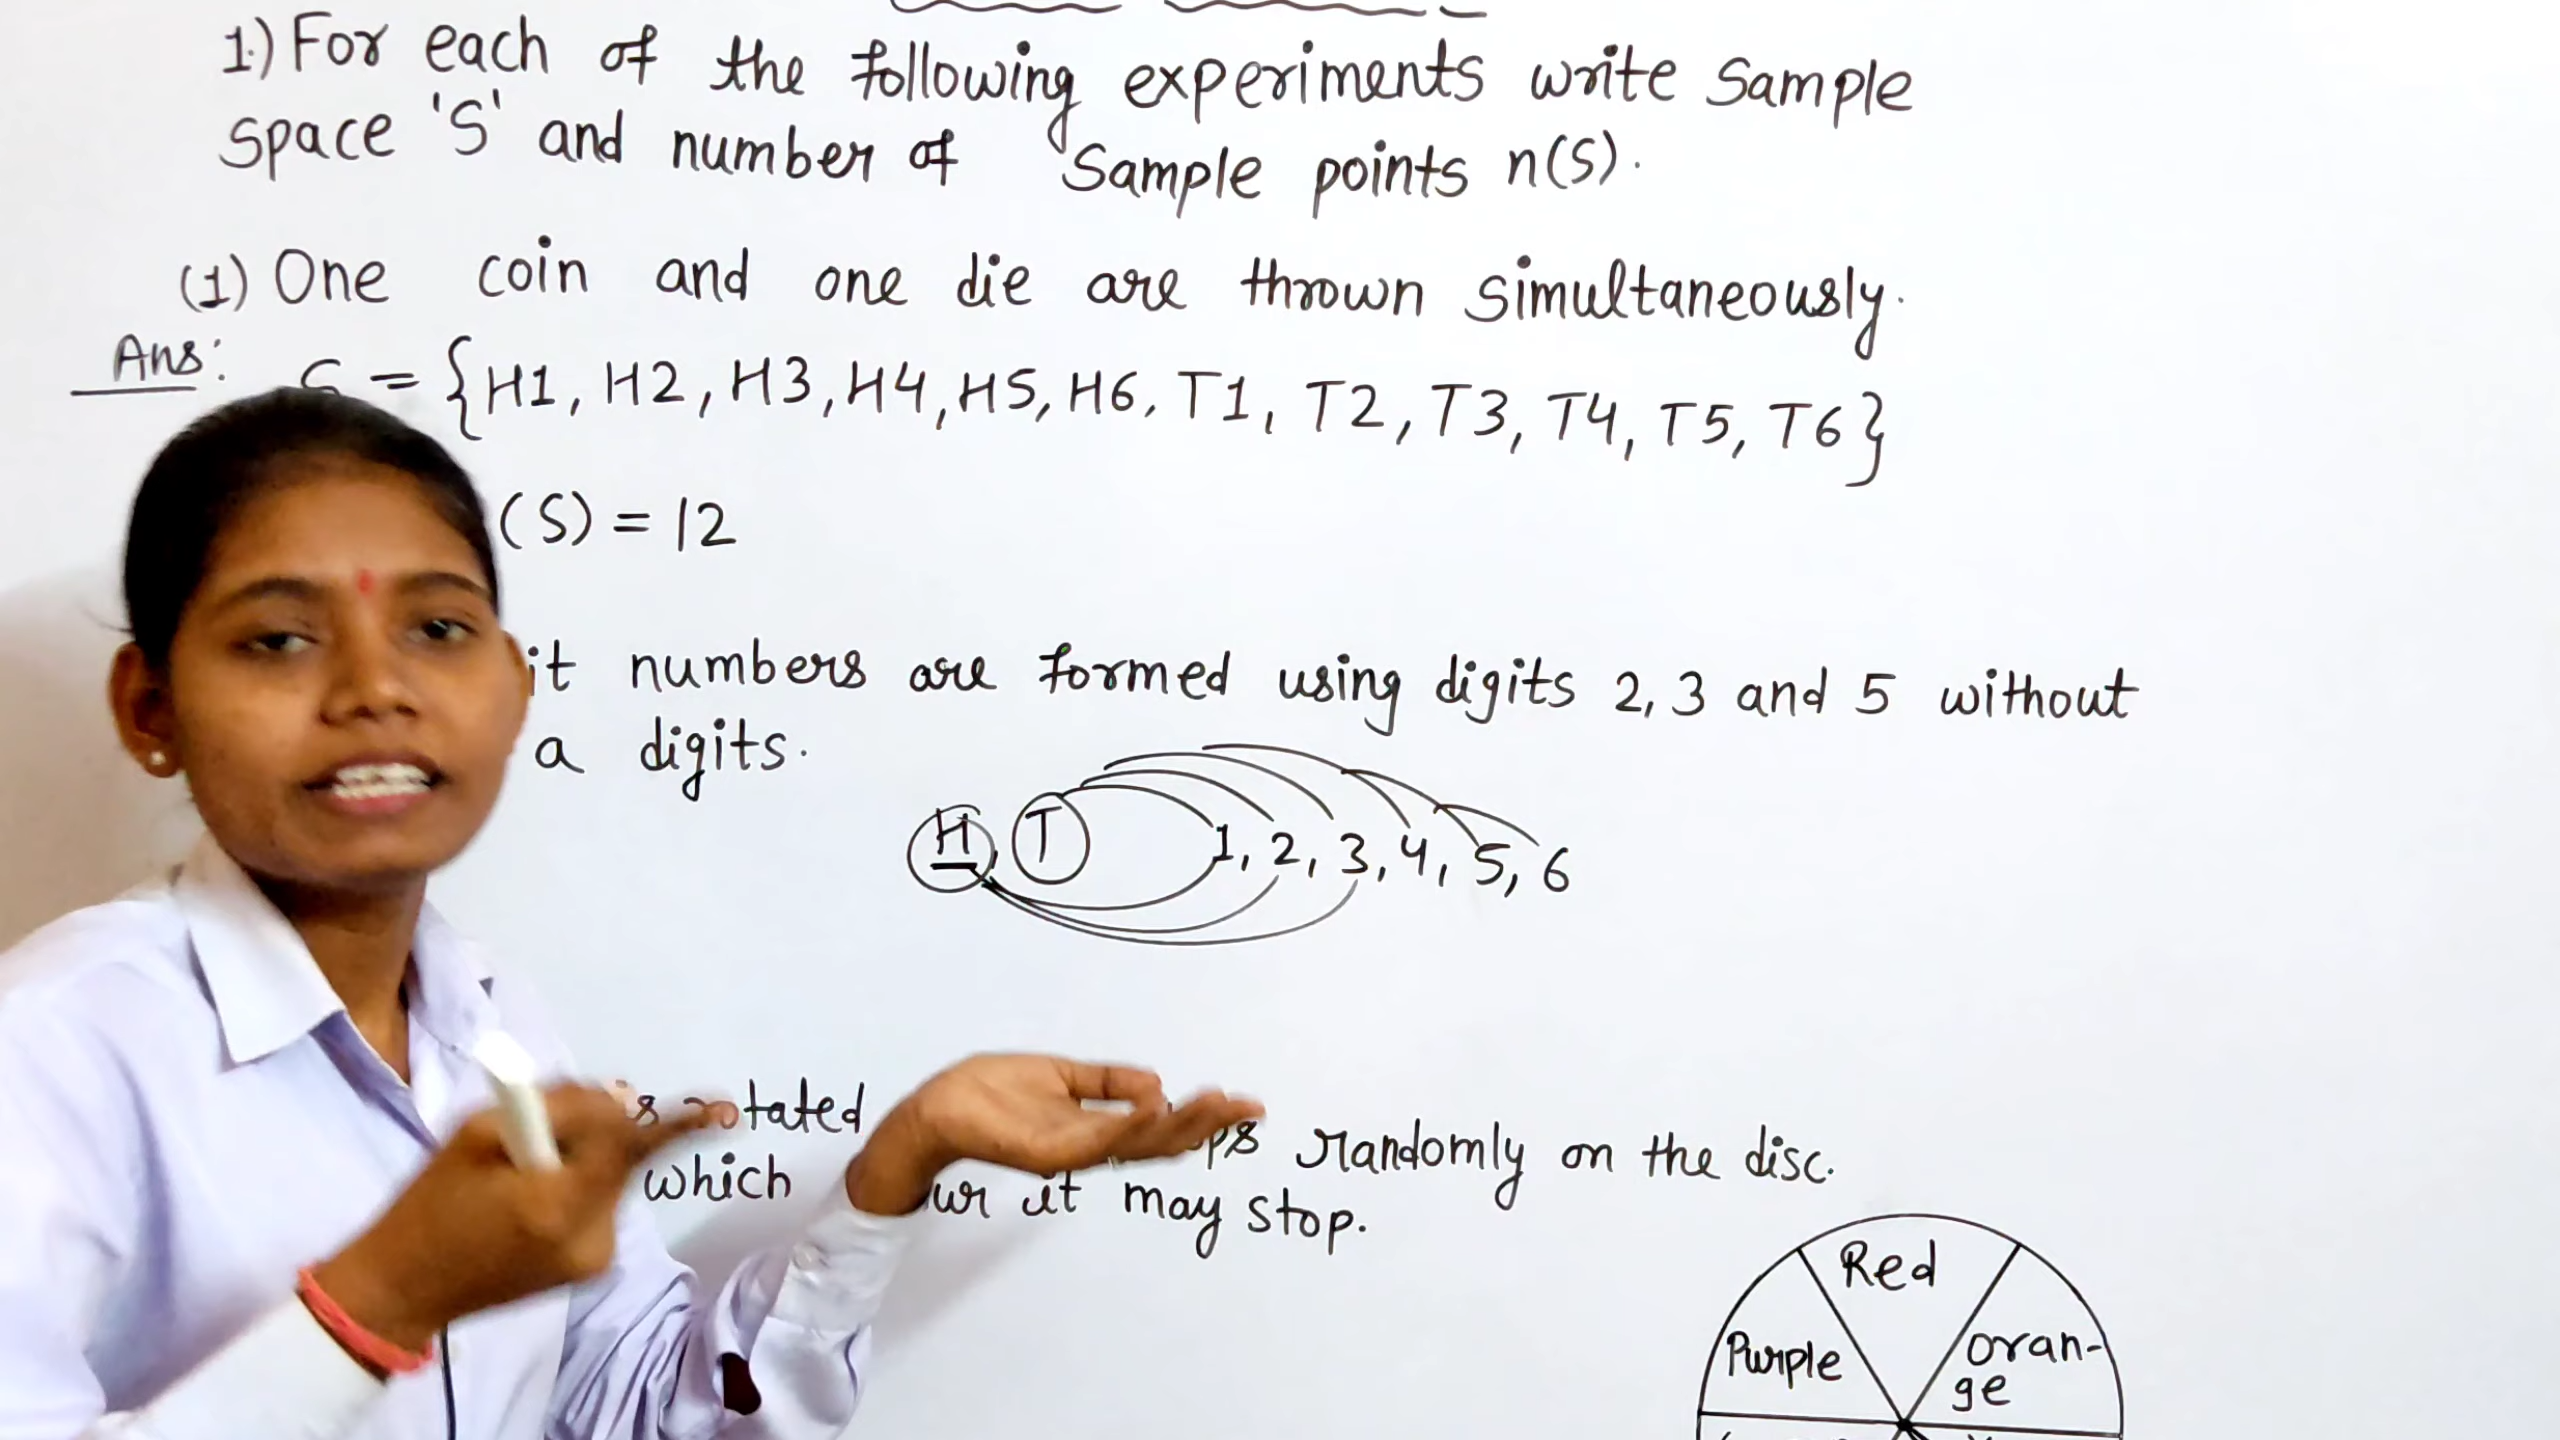 1.) For each of the following experiments write Sample
space 'S' and number of Sample points n(S).
(1) One coin and one die are thrown simultaneously.
Ans: S = {H1, H2, H3, H4, H5, H6, T1, T2, T3, T4, T5, T6}
(S) = 12
numbers are formed using digits 2, 3 and 5 without
a digits.
H, T 1, 2, 3, 4, 5, 6
rotated randomly on the disc.
which it may stop.
Red
Purple
oran-
ge